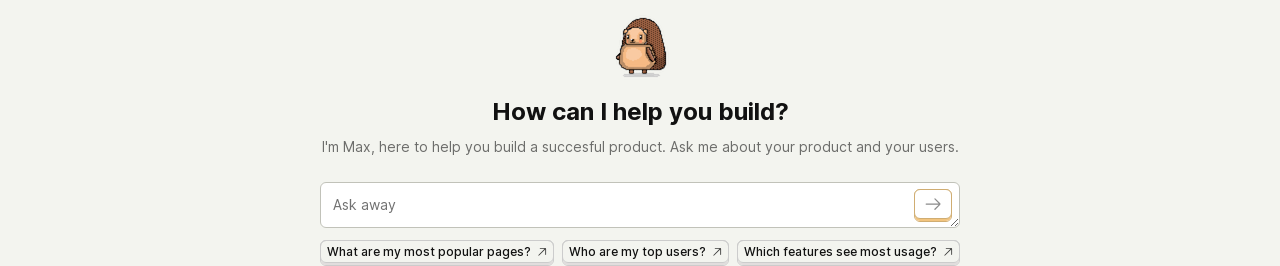 How can I help you build?
I'm Max, here to help you build a succesful product. Ask me about your product and your users.
Ask away
What are my most popular pages? Who are my top users? Which features see most usage?